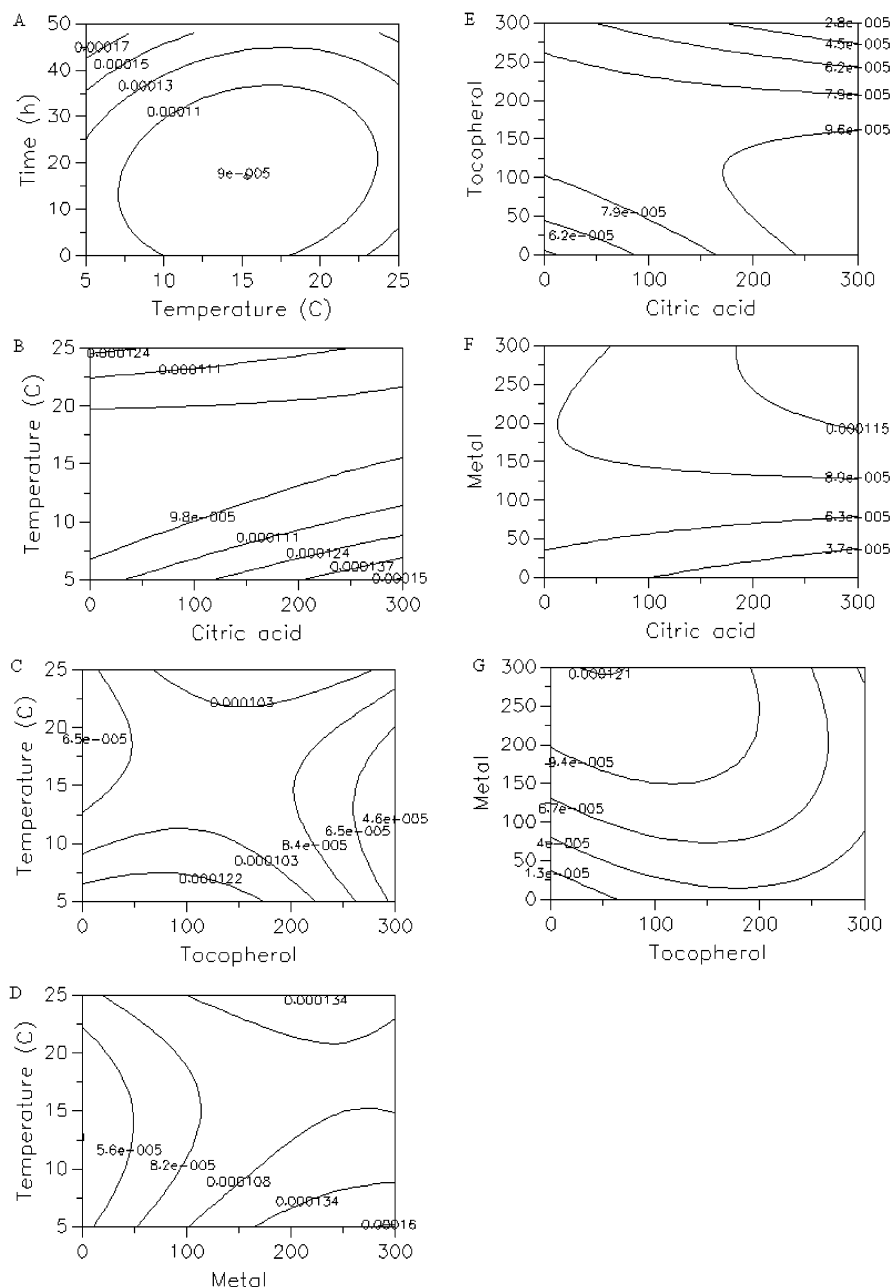 A
50
40
30
20
10
0
Time (h)
0.00017
0.00015
0.00013
0.00011
9e-005
5 10 15 20 25
Temperature (C)
B
25
20
15
10
5
Temperature (C)
0.000124
0.000111
9.8e-005
0.000111
0.000124
0.000137
0.00015
0 100 200 300
Citric acid
C
25
20
15
10
5
Temperature (C)
0.000103
6.5e-005
4.6e-005
6.5e-005
8.4e-005
0.000103
0.000122
0 100 200 300
Tocopherol
D
25
20
15
10
5
Temperature (C)
0.000134
5.6e-005
8.2e-005
0.000108
0.000134
0.00016
0 100 200 300
Metal
E
300
250
200
150
100
50
0
Tocopherol
2.8e-005
4.5e-005
6.2e-005
7.9e-005
9.6e-005
7.9e-005
6.2e-005
0 100 200 300
Citric acid
F
300
250
200
150
100
50
0
Metal
0.000115
8.9e-005
6.3e-005
3.7e-005
0 100 200 300
Citric acid
G
300
250
200
150
100
50
0
Metal
0.000121
9.4e-005
6.7e-005
4e-005
1.3e-005
0 100 200 300
Tocopherol